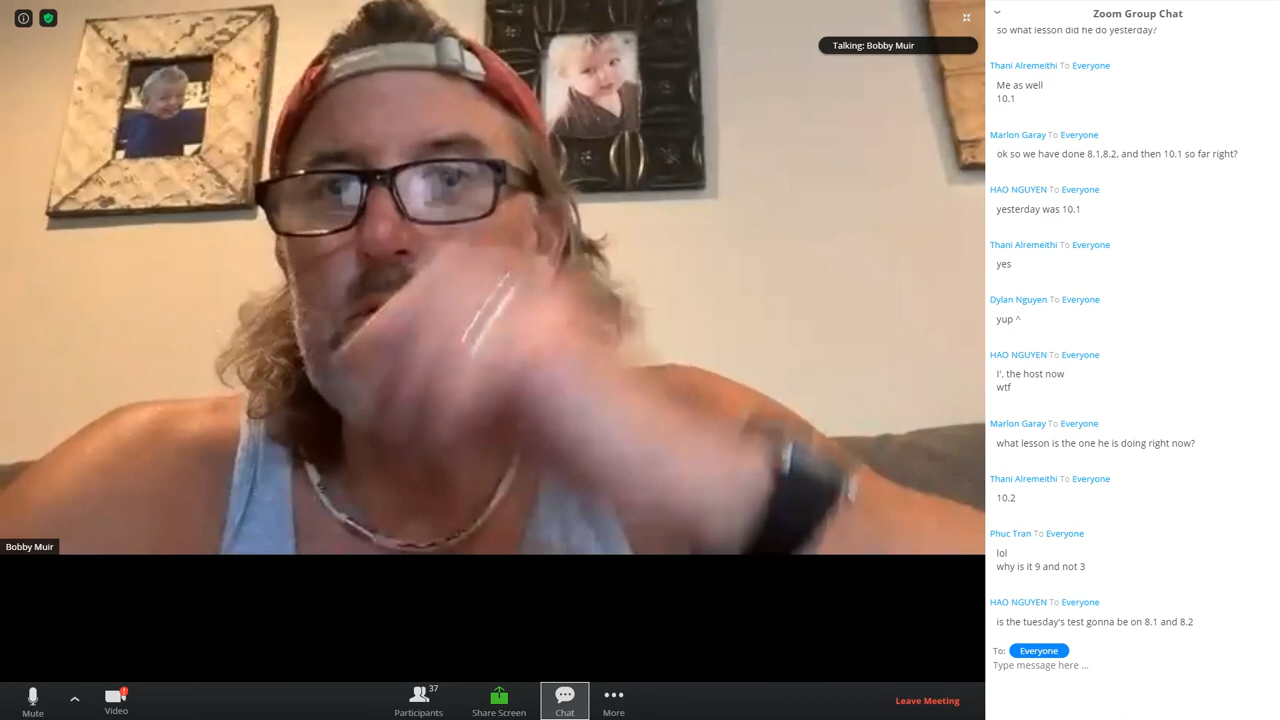 Talking: Bobby Muir
Bobby Muir
Zoom Group Chat
so what lesson did he do yesterday?
Thani Alremeithi To Everyone
Me as well
10.1
Marlon Garay To Everyone
ok so we have done 8.1,8.2, and then 10.1 so far right?
HAO NGUYEN To Everyone
yesterday was 10.1
Thani Alremeithi To Everyone
yes
Dylan Nguyen To Everyone
yup ^
HAO NGUYEN To Everyone
I'. the host now
wtf
Marlon Garay To Everyone
what lesson is the one he is doing right now?
Thani Alremeithi To Everyone
10.2
Phuc Tran To Everyone
lol
why is it 9 and not 3
HAO NGUYEN To Everyone
is the tuesday's test gonna be on 8.1 and 8.2
To: Everyone
Type message here ...
Mute
Video
37
Participants
Share Screen
Chat
More
Leave Meeting